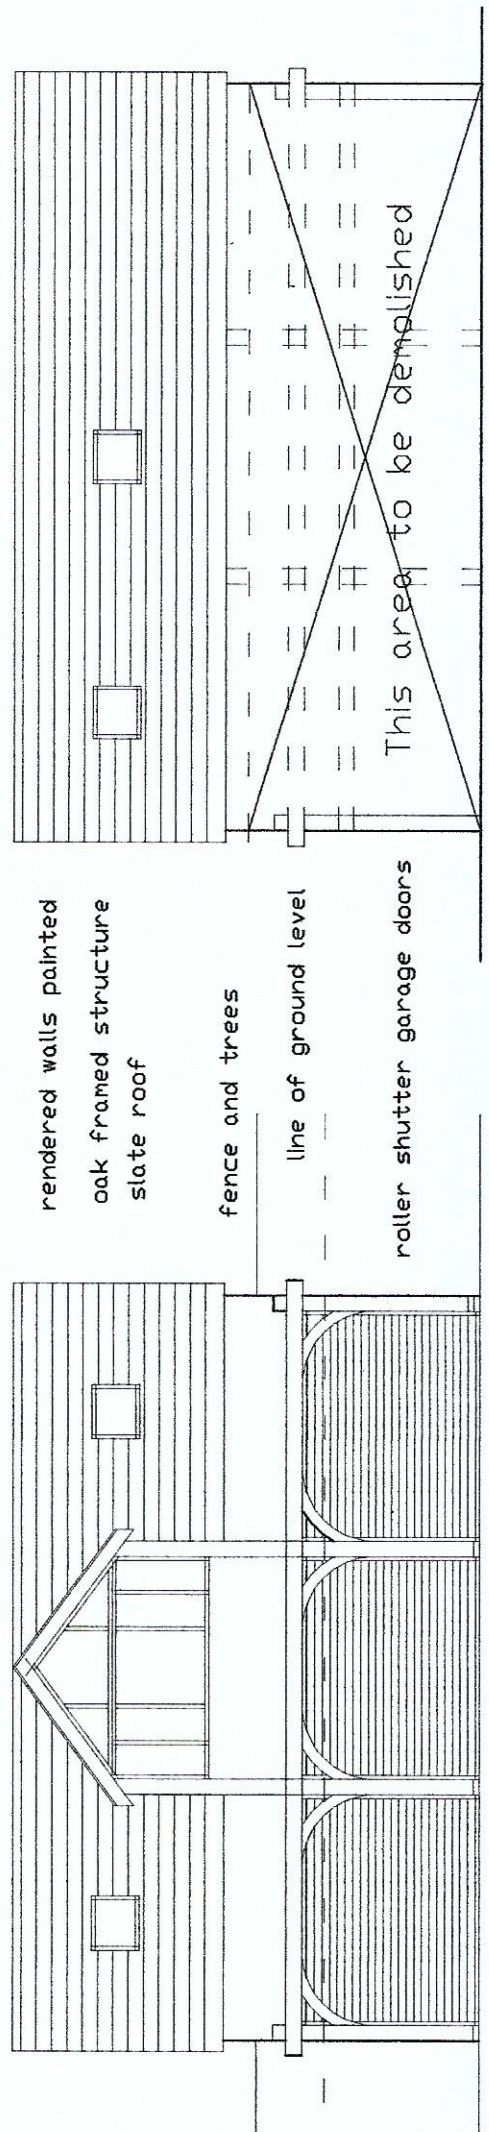 rendered walls painted
oak framed structure
slate roof
fence and trees
line of ground level
roller shutter garage doors
This area to be demolished